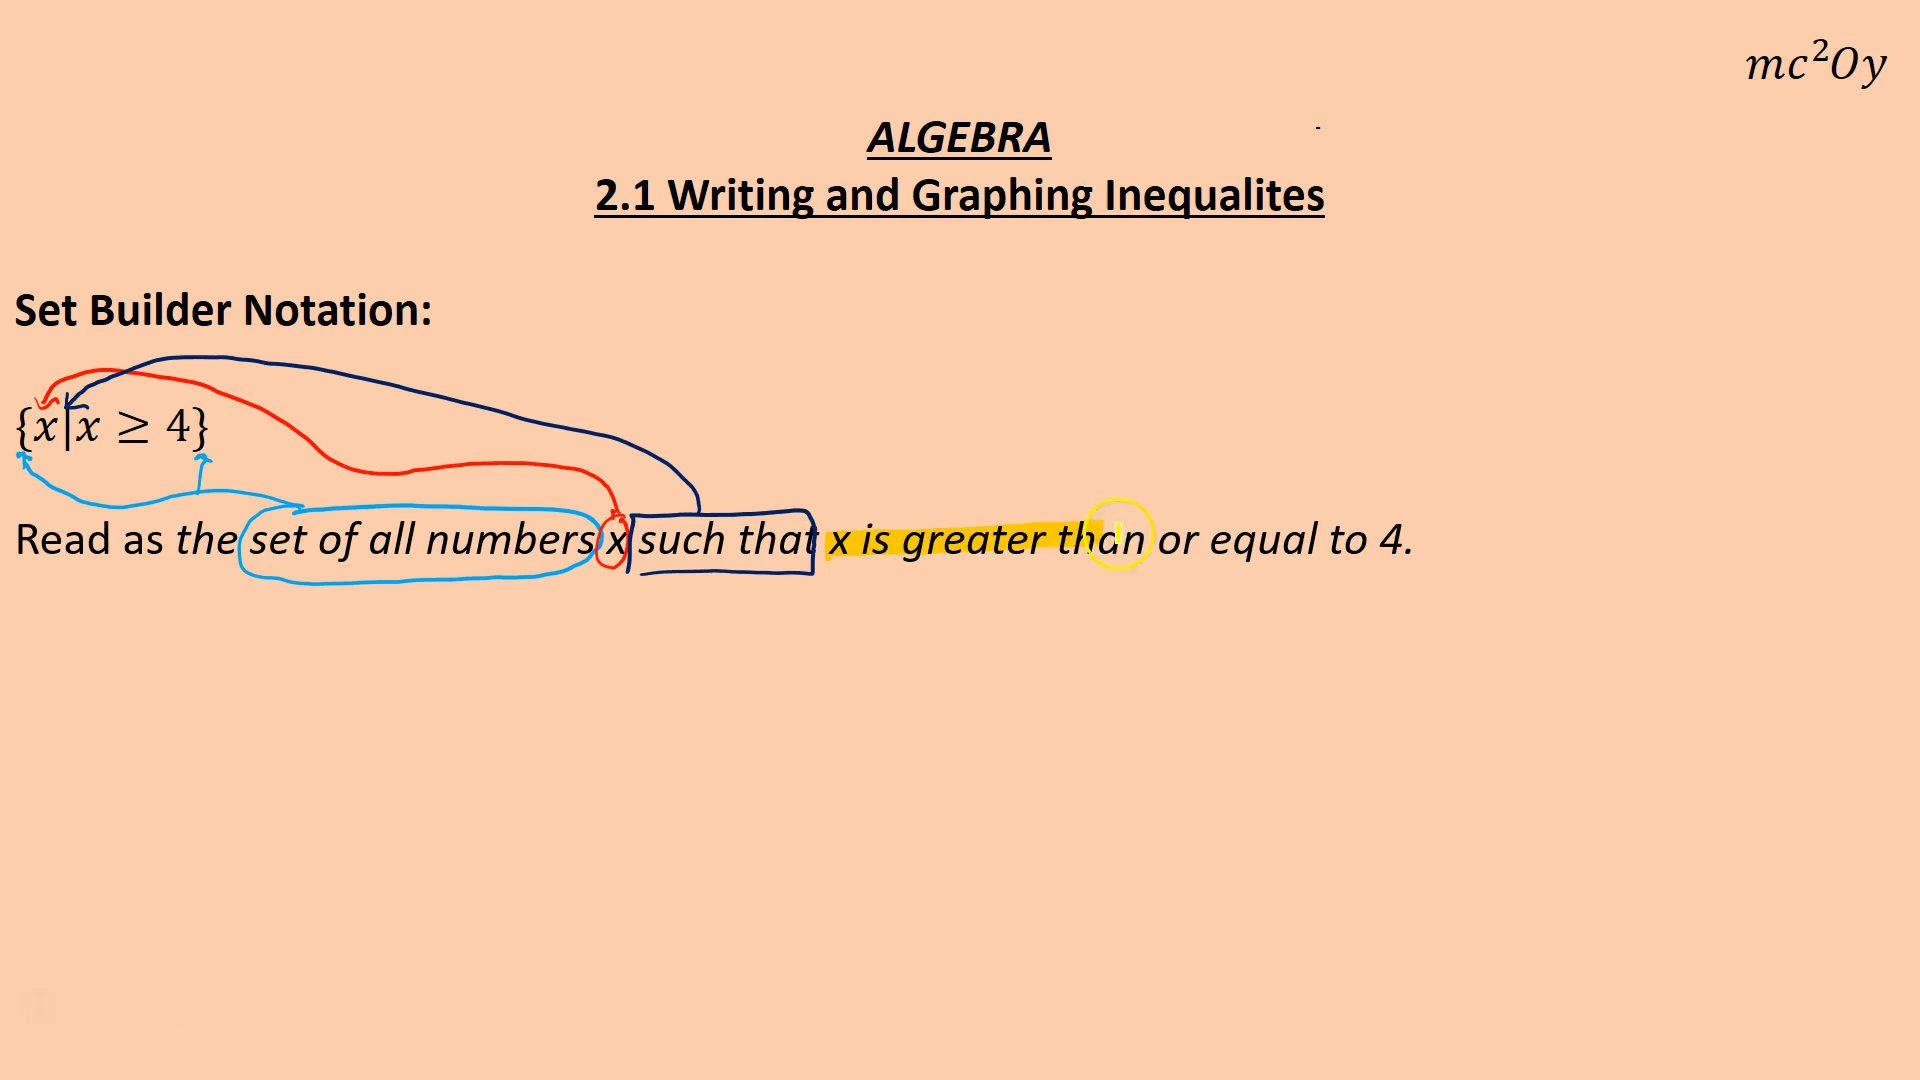 mc²Oy
ALGEBRA
2.1 Writing and Graphing Inequalites
Set Builder Notation:
{x|x ≥ 4}
Read as the set of all numbers x such that x is greater than or equal to 4.